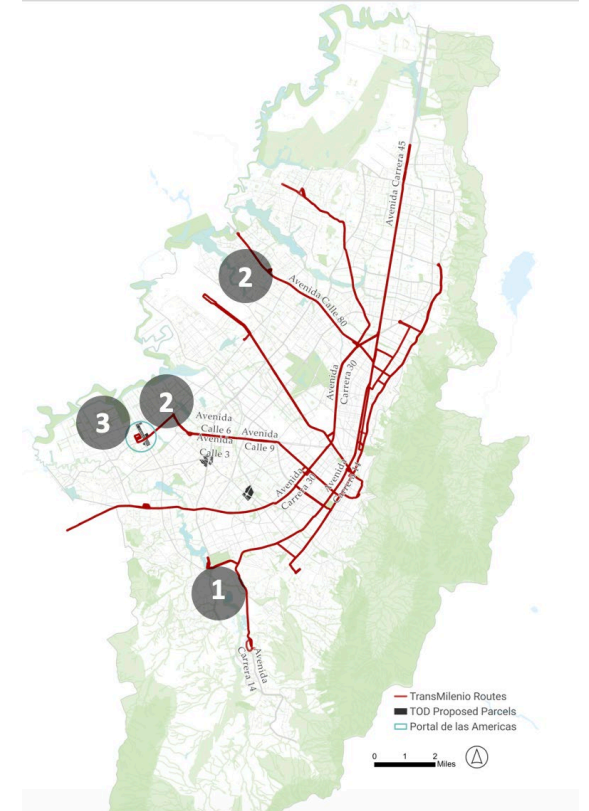 Avenida Carrera 45
2
Avenida Calle 80
Avenida
Carrera 30
2
3
Avenida
Calle 6
Avenida
Calle 3
Avenida
Calle 9
Avenida
Carrera 30
Avenida
1
Avenida
Carrera 14
TransMilenio Routes
TOD Proposed Parcels
Portal de las Americas
0 1 2
Miles